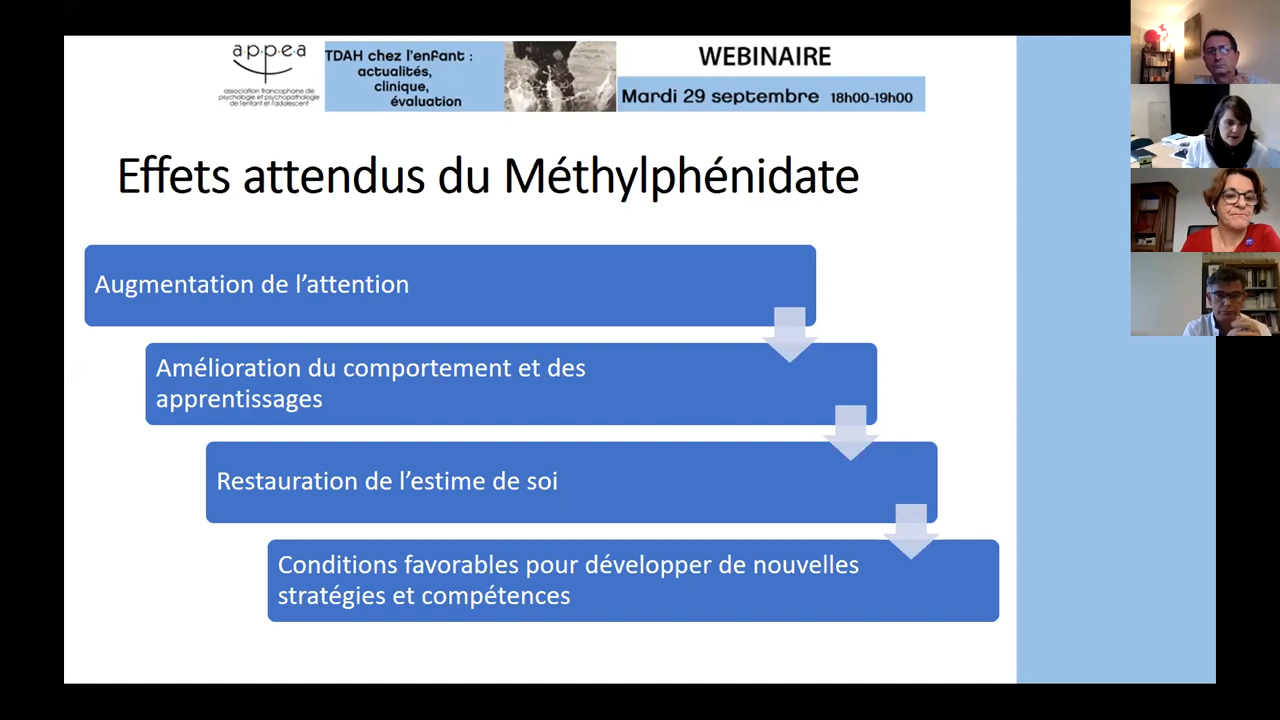 a·p·p·e·a
association francophone de
psychologie et psychopathologie
de l'enfant et l'adolescent
TDAH chez l'enfant :
actualités,
clinique,
évaluation
WEBINAIRE
Mardi 29 septembre 18h00-19h00
Effets attendus du Méthylphénidate
Augmentation de l'attention
Amélioration du comportement et des
apprentissages
Restauration de l'estime de soi
Conditions favorables pour développer de nouvelles
stratégies et compétences